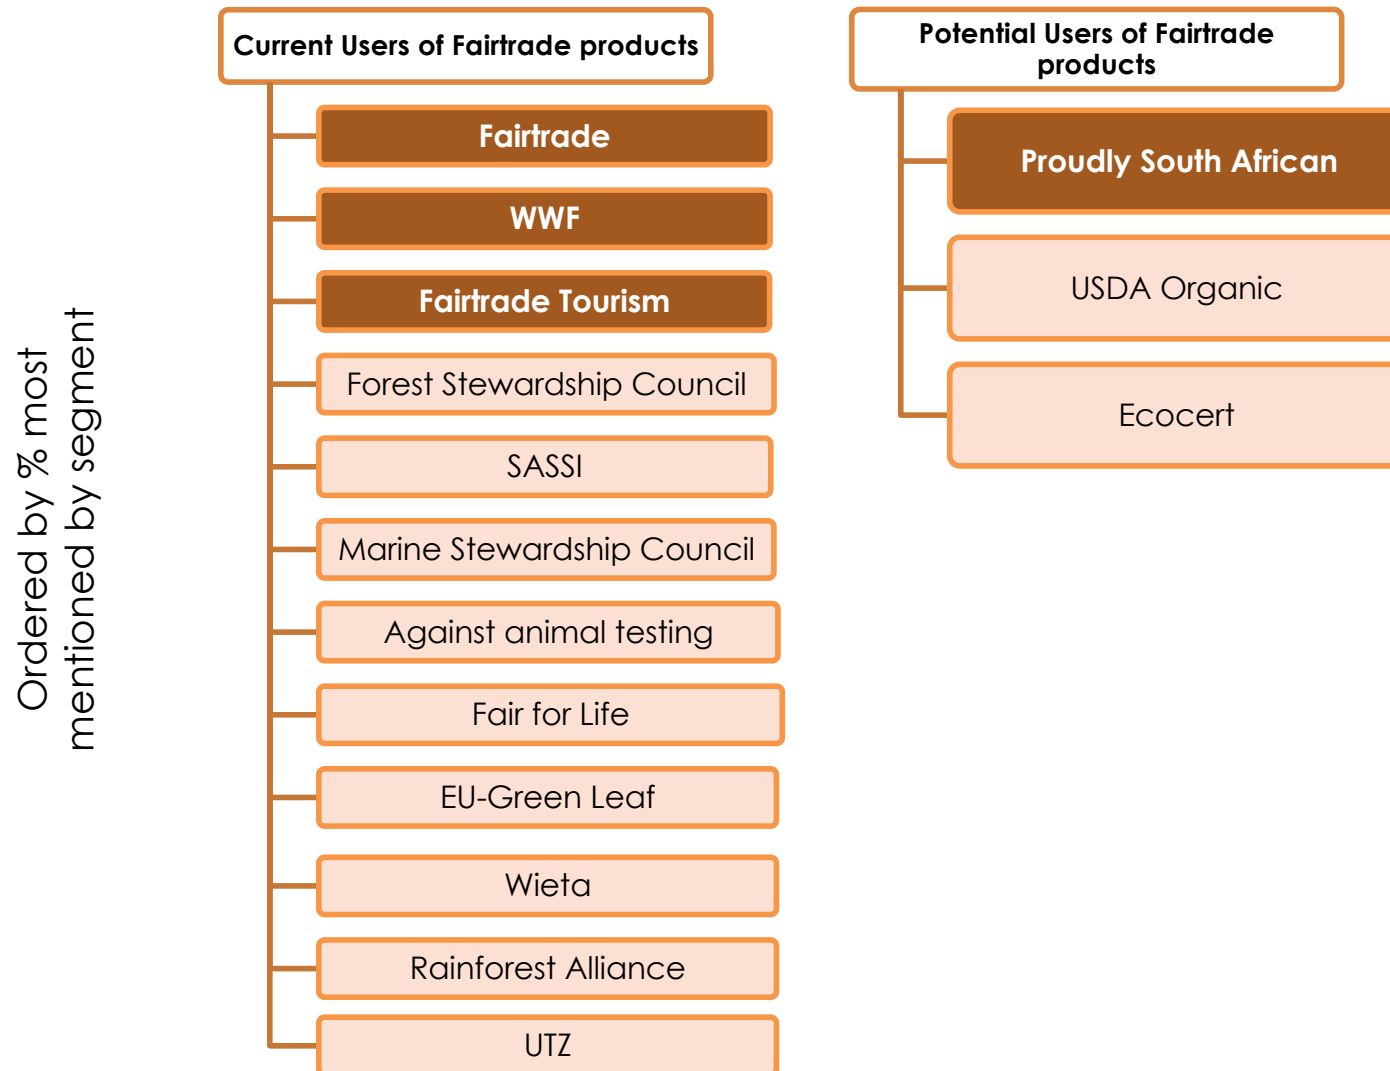 Ordered by % most
mentioned by segment
Current Users of Fairtrade products
Fairtrade
WWF
Fairtrade Tourism
Forest Stewardship Council
SASSI
Marine Stewardship Council
Against animal testing
Fair for Life
EU-Green Leaf
Wieta
Rainforest Alliance
UTZ
Potential Users of Fairtrade
products
Proudly South African
USDA Organic
Ecocert